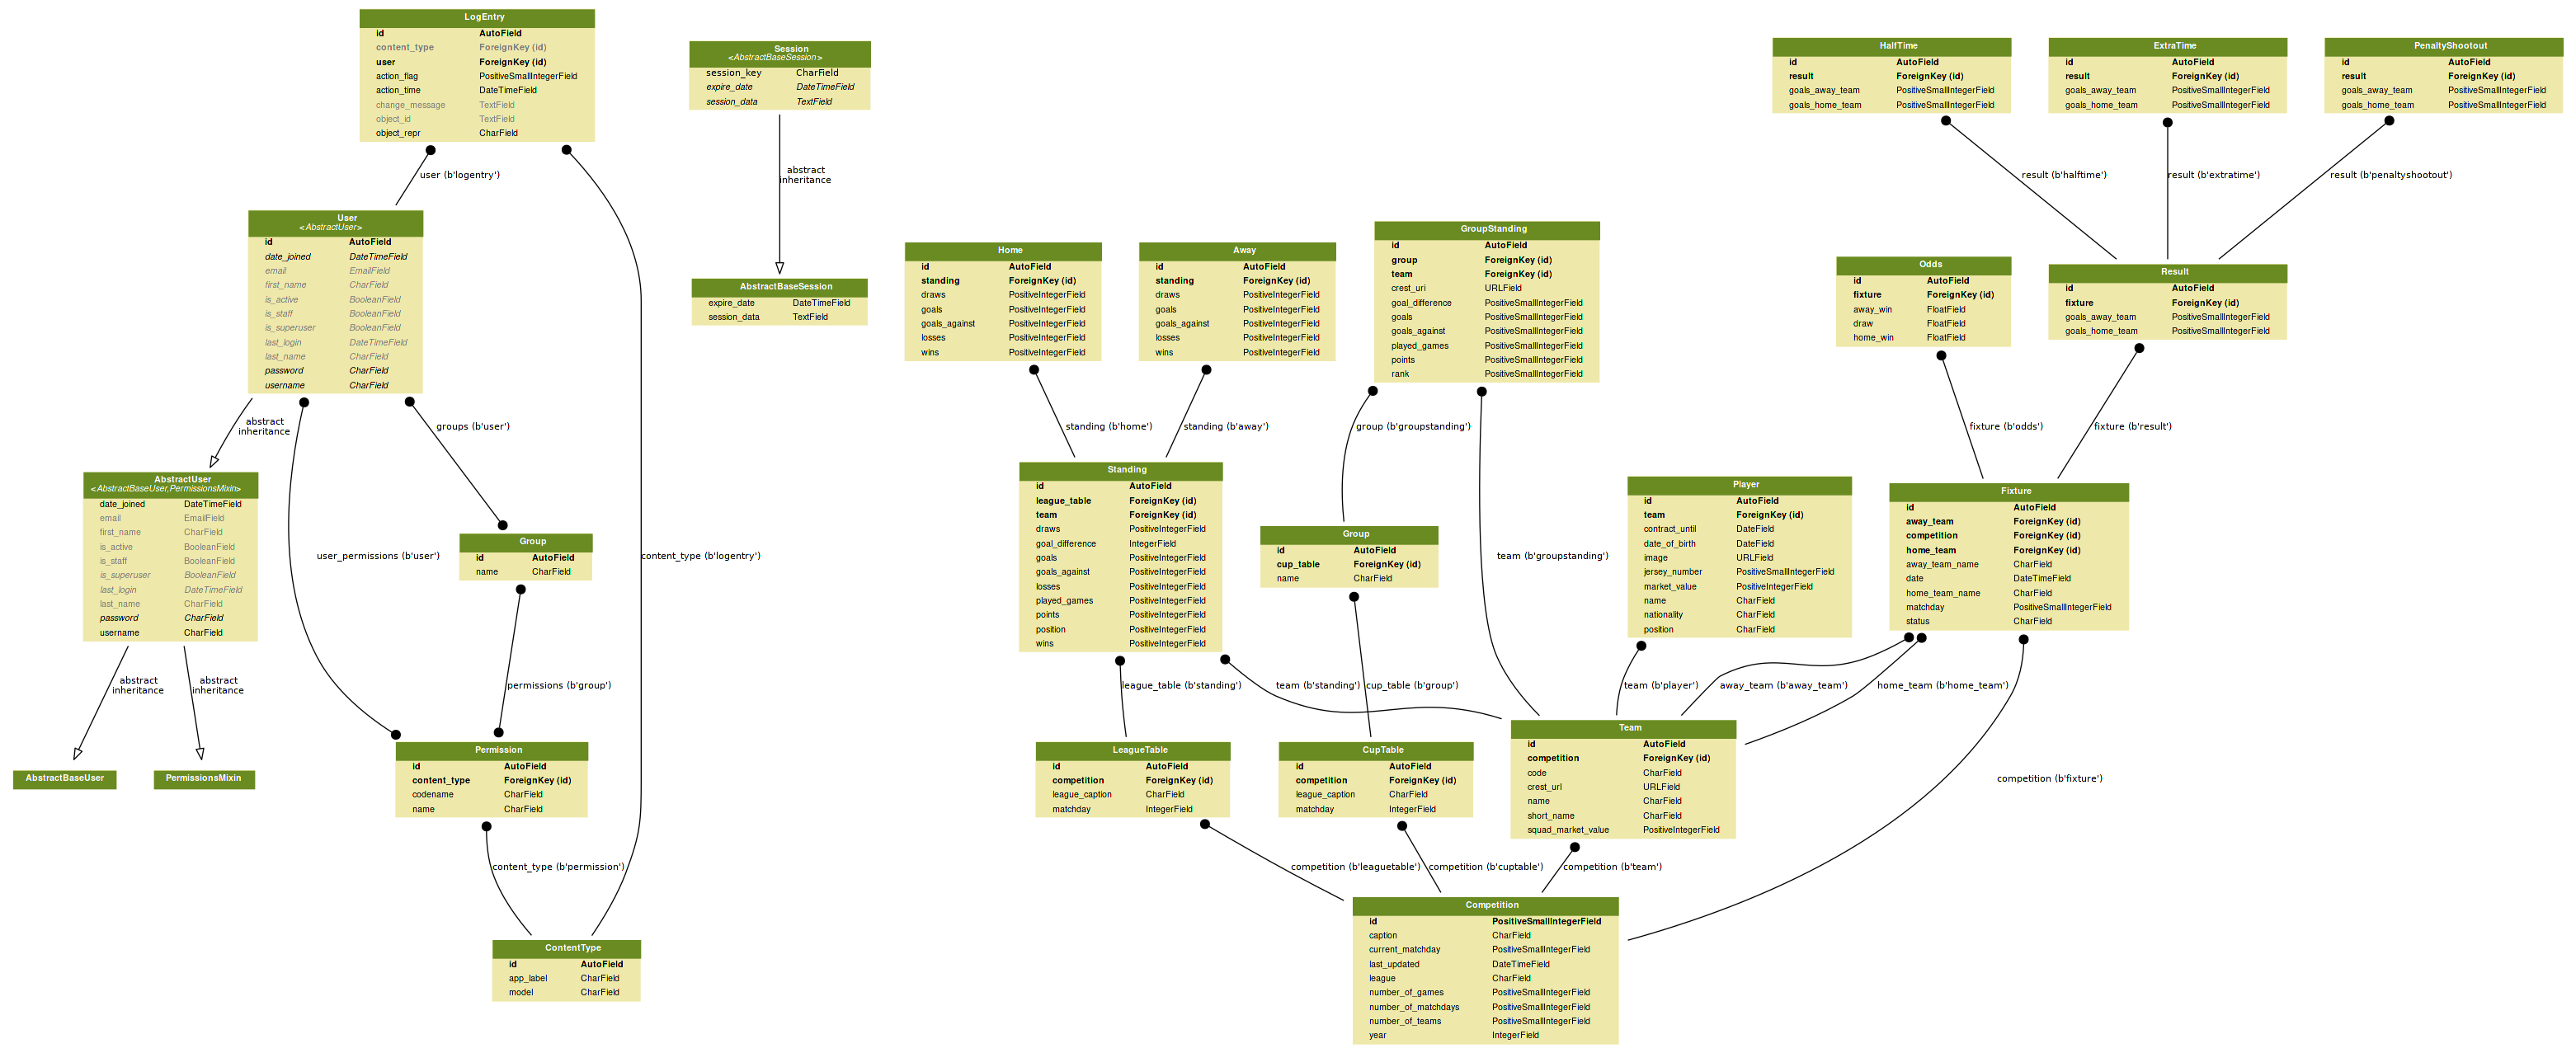 LogEntry
id AutoField
content_type ForeignKey (id)
user ForeignKey (id)
action_flag PositiveSmallIntegerField
action_time DateTimeField
change_message TextField
object_id TextField
object_repr CharField
Session
<AbstractBaseSession>
session_key CharField
expire_date DateTimeField
session_data TextField
HalfTime
id AutoField
result ForeignKey (id)
goals_away_team PositiveSmallIntegerField
goals_home_team PositiveSmallIntegerField
ExtraTime
id AutoField
result ForeignKey (id)
goals_away_team PositiveSmallIntegerField
goals_home_team PositiveSmallIntegerField
PenaltyShootout
id AutoField
result ForeignKey (id)
goals_away_team PositiveSmallIntegerField
goals_home_team PositiveSmallIntegerField
user (b'logentry')
abstract
inheritance
result (b'halftime')
result (b'extratime')
result (b'penaltyshootout')
User
<AbstractUser>
id AutoField
date_joined DateTimeField
email EmailField
first_name CharField
is_active BooleanField
is_staff BooleanField
is_superuser BooleanField
last_login DateTimeField
last_name CharField
password CharField
username CharField
AbstractBaseSession
expire_date DateTimeField
session_data TextField
Home
id AutoField
standing ForeignKey (id)
draws PositiveIntegerField
goals PositiveIntegerField
goals_against PositiveIntegerField
losses PositiveIntegerField
wins PositiveIntegerField
Away
id AutoField
standing ForeignKey (id)
draws PositiveIntegerField
goals PositiveIntegerField
goals_against PositiveIntegerField
losses PositiveIntegerField
wins PositiveIntegerField
GroupStanding
id AutoField
group ForeignKey (id)
team ForeignKey (id)
crest_uri URLField
goal_difference PositiveSmallIntegerField
goals PositiveSmallIntegerField
goals_against PositiveSmallIntegerField
played_games PositiveSmallIntegerField
points PositiveSmallIntegerField
rank PositiveSmallIntegerField
Odds
id AutoField
fixture ForeignKey (id)
away_win FloatField
draw FloatField
home_win FloatField
Result
id AutoField
fixture ForeignKey (id)
goals_away_team PositiveSmallIntegerField
goals_home_team PositiveSmallIntegerField
abstract
inheritance
groups (b'user')
standing (b'home')
standing (b'away')
group (b'groupstanding')
fixture (b'odds')
fixture (b'result')
AbstractUser
<AbstractBaseUser,PermissionsMixin>
date_joined DateTimeField
email EmailField
first_name CharField
is_active BooleanField
is_staff BooleanField
is_superuser BooleanField
last_login DateTimeField
last_name CharField
password CharField
username CharField
user_permissions (b'user')
Group
id AutoField
name CharField
content_type (b'logentry')
Standing
id AutoField
league_table ForeignKey (id)
team ForeignKey (id)
draws PositiveIntegerField
goal_difference IntegerField
goals PositiveIntegerField
goals_against PositiveIntegerField
losses PositiveIntegerField
played_games PositiveIntegerField
points PositiveIntegerField
position PositiveIntegerField
wins PositiveIntegerField
Group
id AutoField
cup_table ForeignKey (id)
name CharField
team (b'groupstanding')
Player
id AutoField
team ForeignKey (id)
contract_until DateField
date_of_birth DateField
image URLField
jersey_number PositiveSmallIntegerField
market_value PositiveIntegerField
name CharField
nationality CharField
position CharField
Fixture
id AutoField
away_team ForeignKey (id)
competition ForeignKey (id)
home_team ForeignKey (id)
away_team_name CharField
date DateTimeField
home_team_name CharField
matchday PositiveSmallIntegerField
status CharField
abstract
inheritance
abstract
inheritance
permissions (b'group')
league_table (b'standing')
team (b'standing')
cup_table (b'group')
team (b'player')
away_team (b'away_team')
home_team (b'home_team')
AbstractBaseUser
PermissionsMixin
Permission
id AutoField
content_type ForeignKey (id)
codename CharField
name CharField
LeagueTable
id AutoField
competition ForeignKey (id)
league_caption CharField
matchday IntegerField
CupTable
id AutoField
competition ForeignKey (id)
league_caption CharField
matchday IntegerField
Team
id AutoField
competition ForeignKey (id)
code CharField
crest_url URLField
name CharField
short_name CharField
squad_market_value PositiveIntegerField
competition (b'fixture')
content_type (b'permission')
competition (b'leaguetable')
competition (b'cuptable')
competition (b'team')
ContentType
id AutoField
app_label CharField
model CharField
Competition
id PositiveSmallIntegerField
caption CharField
current_matchday PositiveSmallIntegerField
last_updated DateTimeField
league CharField
number_of_games PositiveSmallIntegerField
number_of_matchdays PositiveSmallIntegerField
number_of_teams PositiveSmallIntegerField
year IntegerField